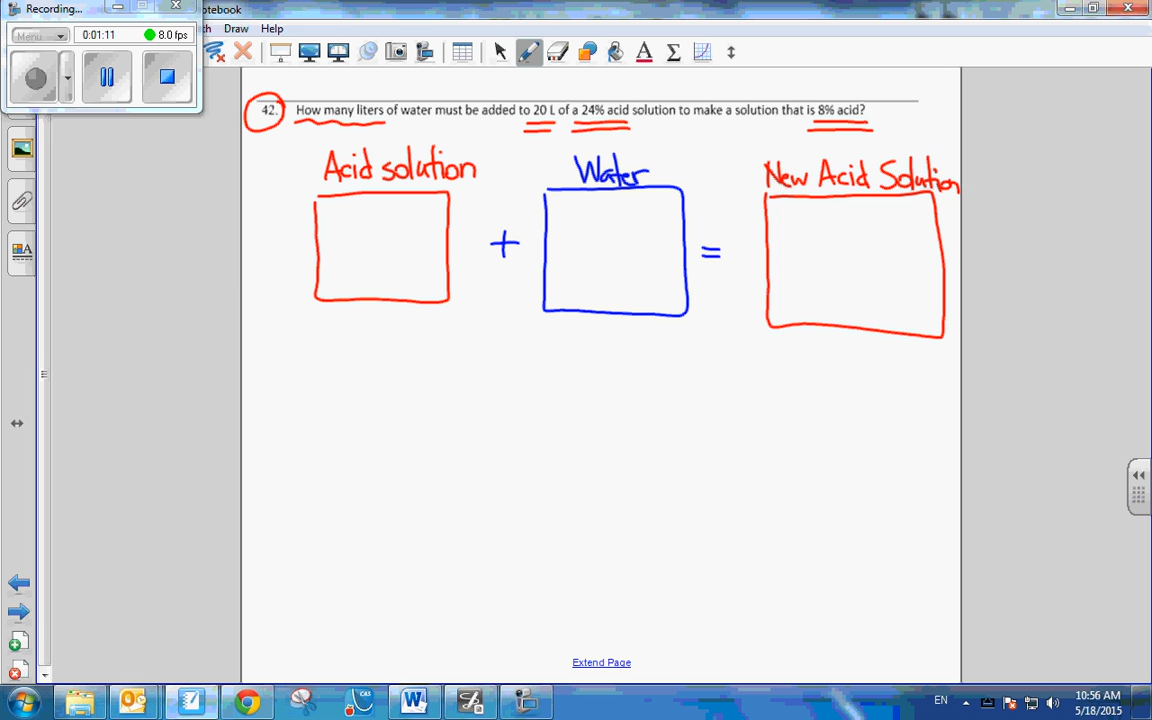 Recording...
otebook
Menu
0:01:11
8.0 fps
Draw
Help
42. How many liters of water must be added to 20 L of a 24% acid solution to make a solution that is 8% acid?
Acid solution
Water
New Acid Solution
+
=
Extend Page
CAS
EN
10:56 AM
5/18/2015